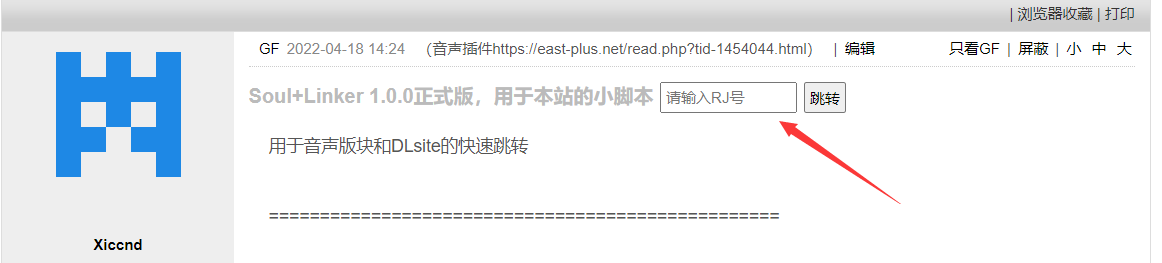 | 浏览器收藏 | 打印
GF 2022-04-18 14:24 (音声插件https://east-plus.net/read.php?tid-1454044.html) | 编辑 只看GF | 屏蔽 | 小 中 大
Soul+Linker 1.0.0正式版，用于本站的小脚本 请输入RJ号 跳转
用于音声版块和DLsite的快速跳转
===================================================
Xiccnd